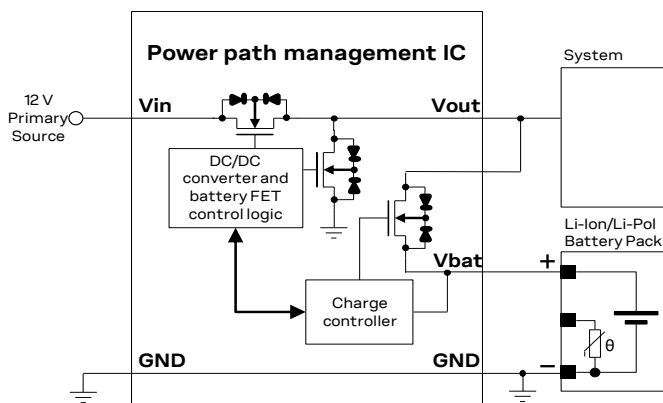 Power path management IC
System
12 V
Primary
Source
Vin
Vout
DC/DC
converter and
battery FET
control logic
Li-Ion/Li-Pol
Battery Pack
Vbat
+
Charge
controller
θ
GND
GND
–